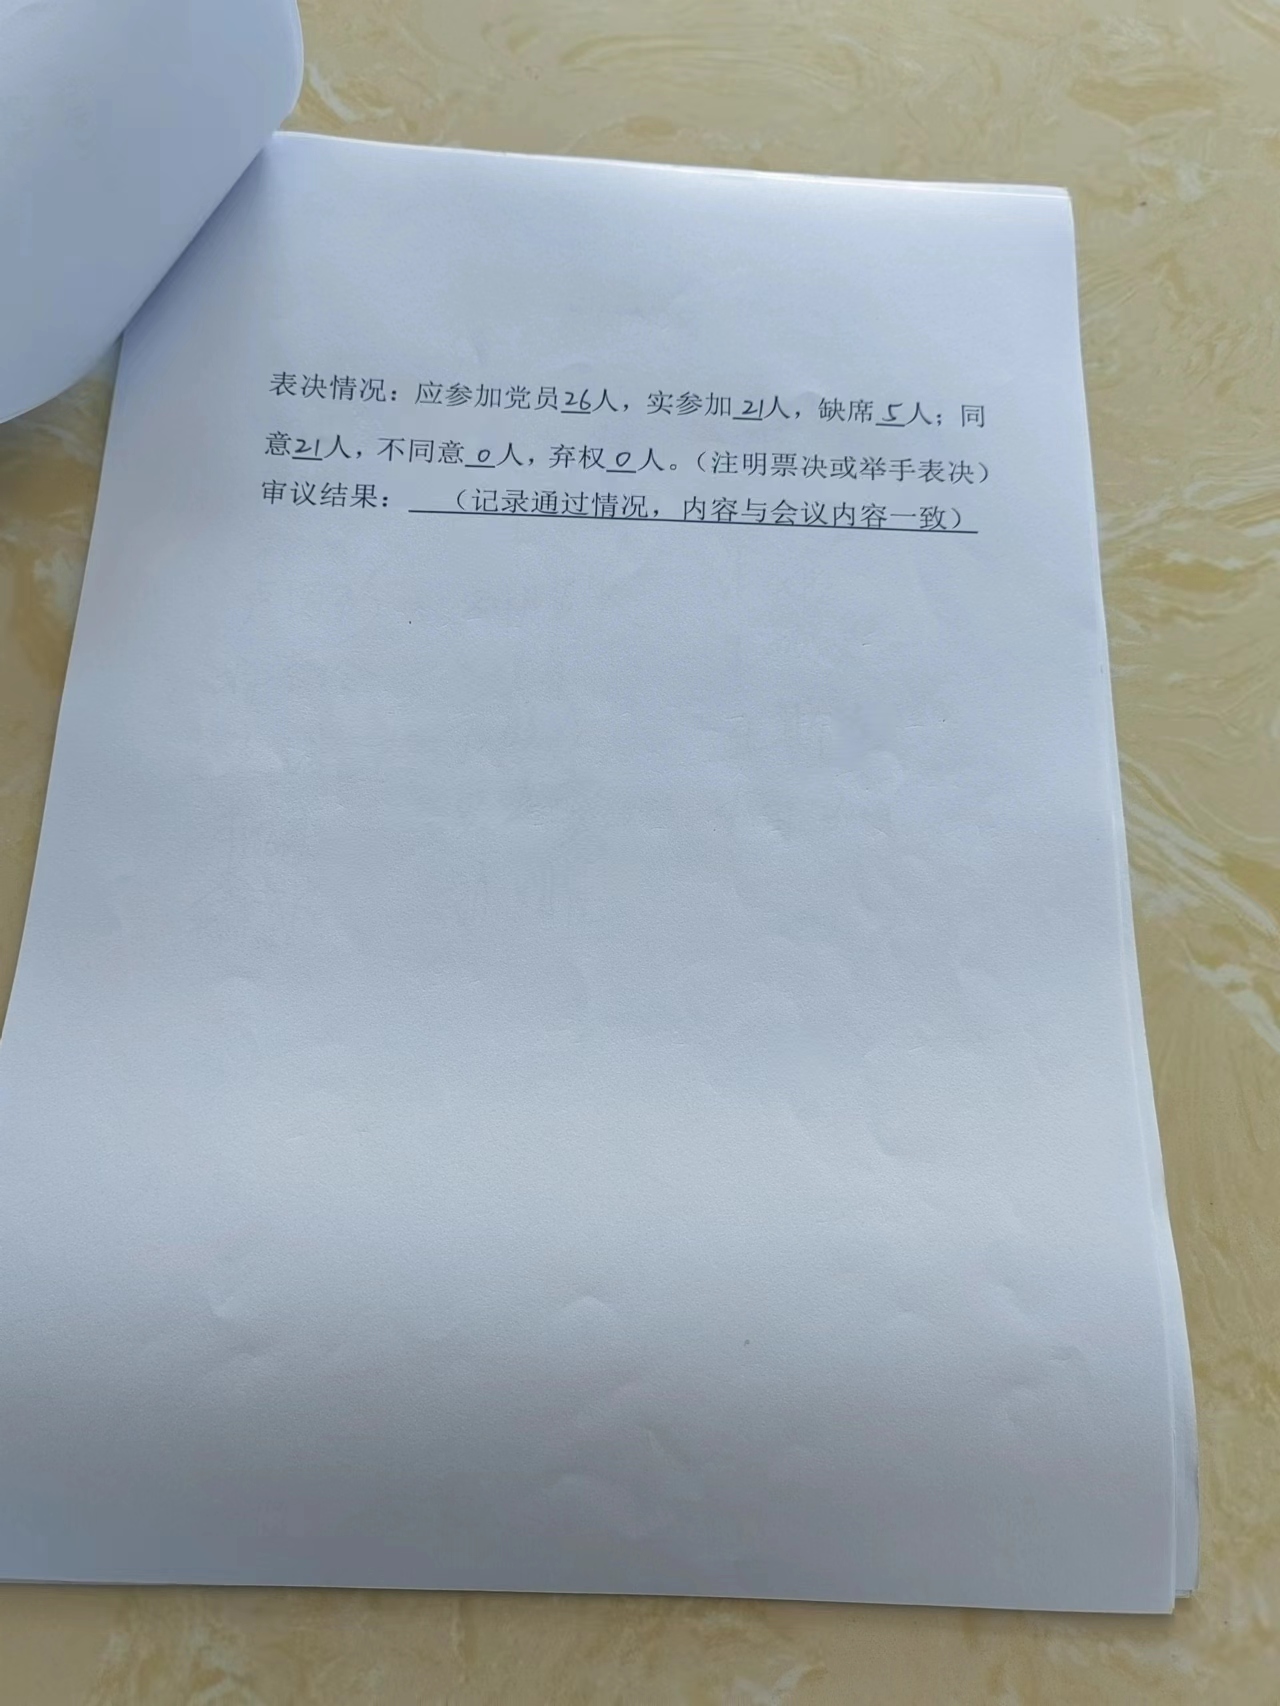 表决情况：应参加党员26人，实参加21人，缺席5人；同
意21人，不同意0人，弃权0人。（注明票决或举手表决）
审议结果：（记录通过情况，内容与会议内容一致）